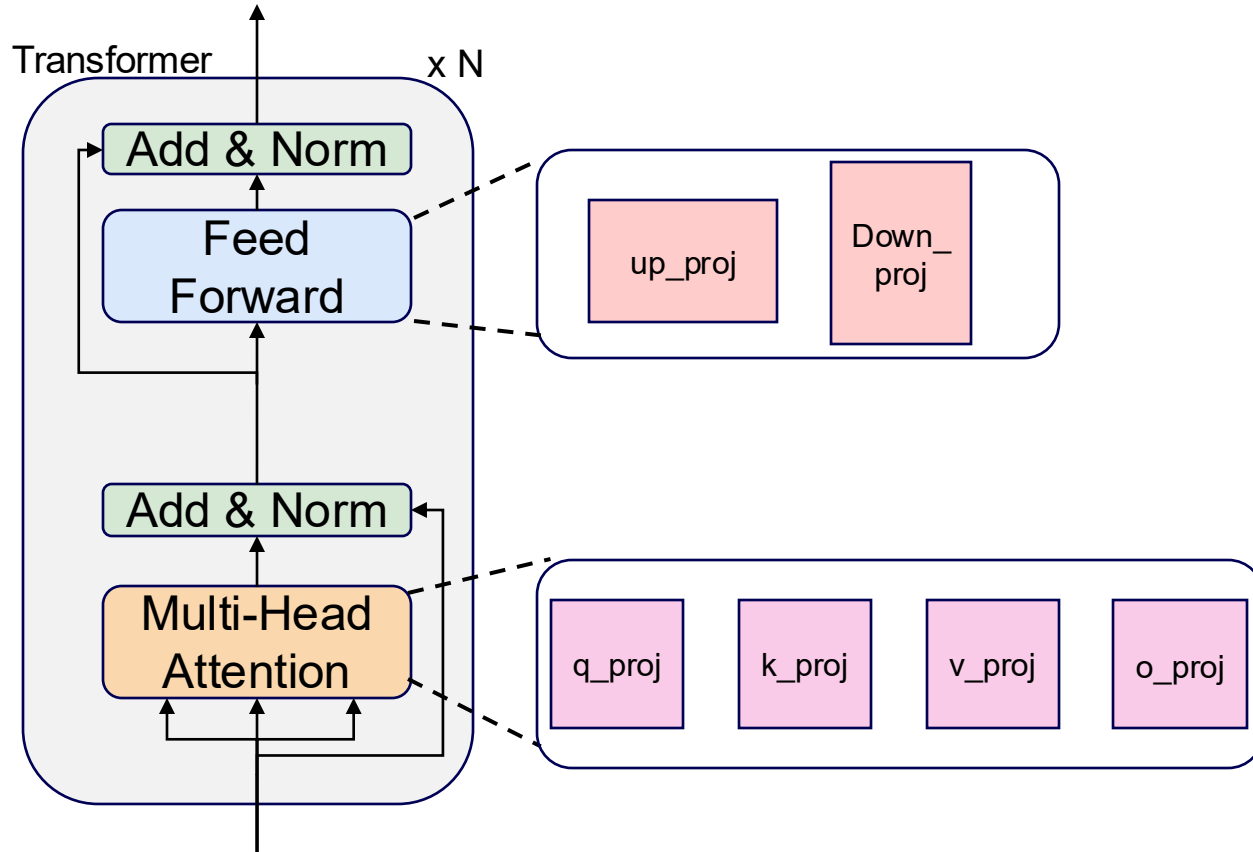 Transformer
x N
Add & Norm
Feed
Forward
up_proj
Down_
proj
Add & Norm
Multi-Head
Attention
q_proj
k_proj
v_proj
o_proj